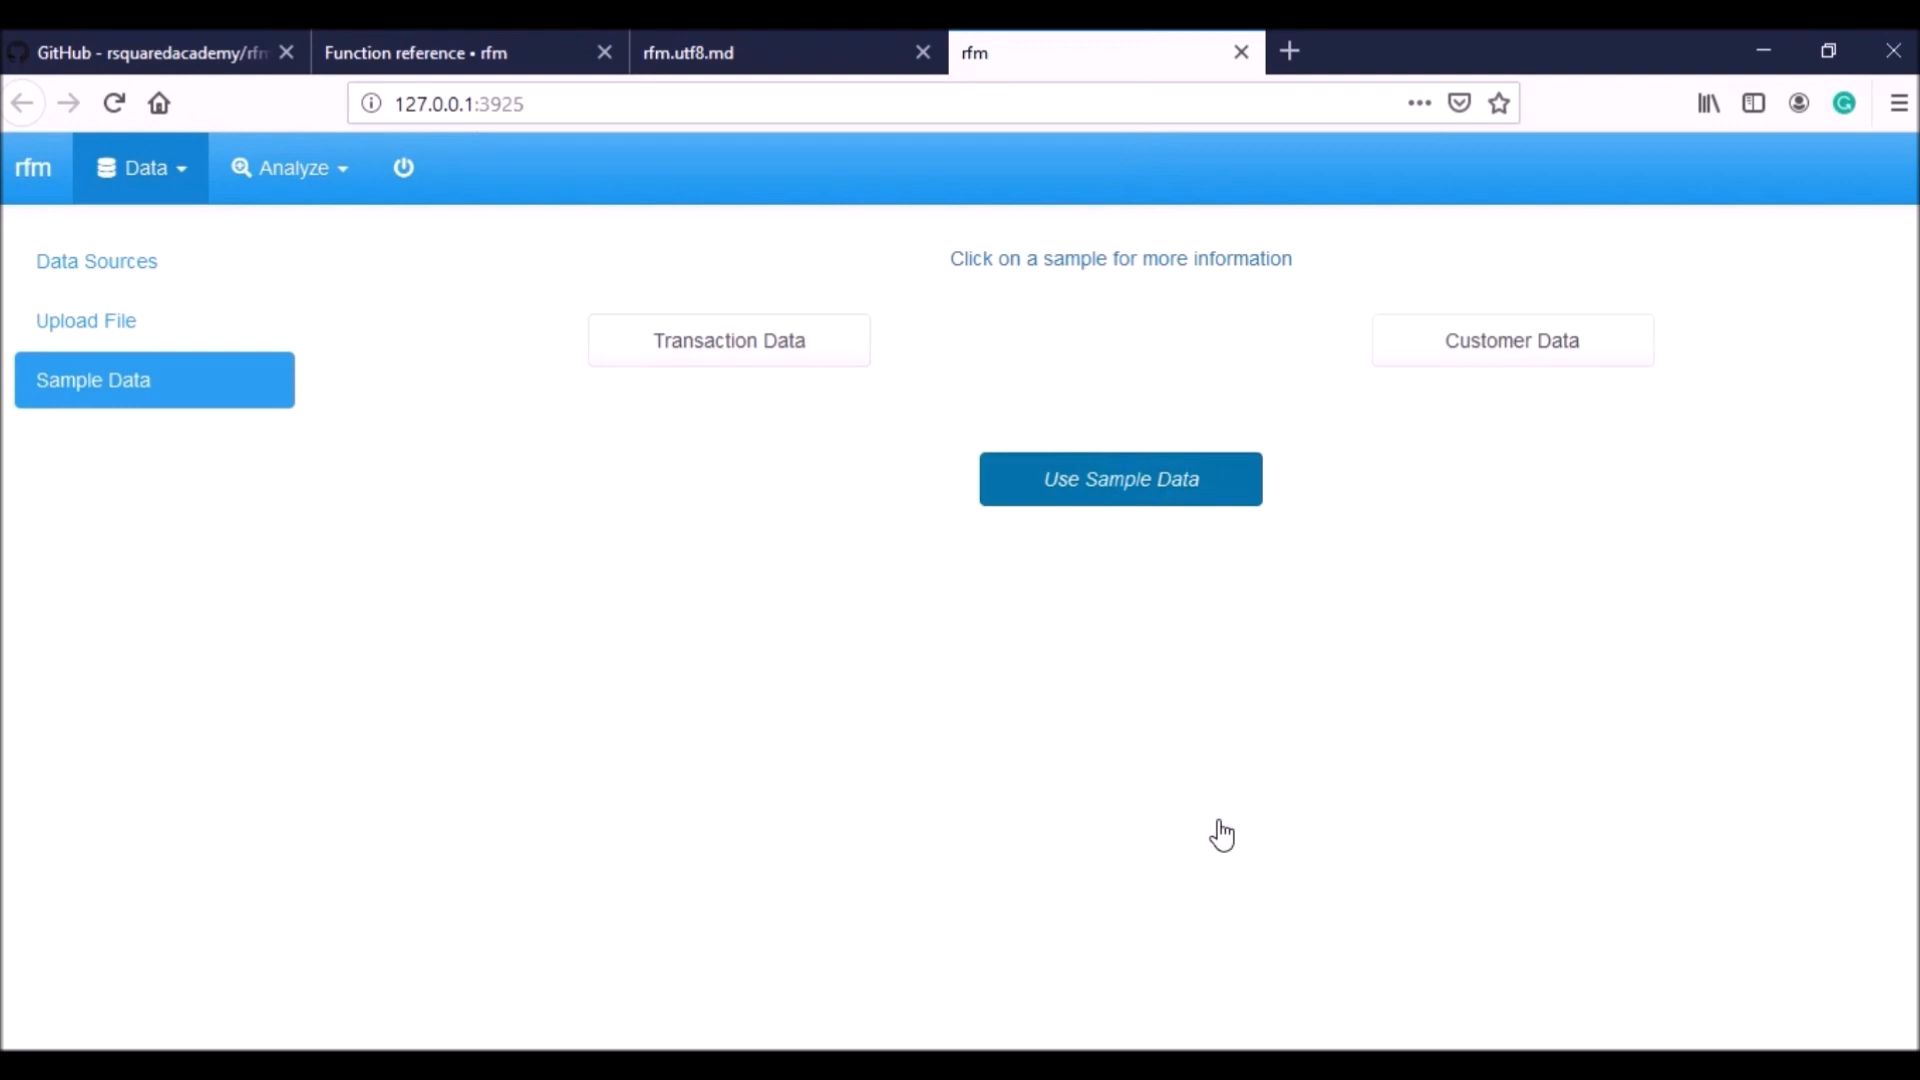 GitHub - rsquaredacademy/rfm
Function reference • rfm
rfm.utf8.md
rfm
127.0.0.1:3925
rfm
Data
Analyze
Data Sources
Upload File
Sample Data
Click on a sample for more information
Transaction Data
Customer Data
Use Sample Data